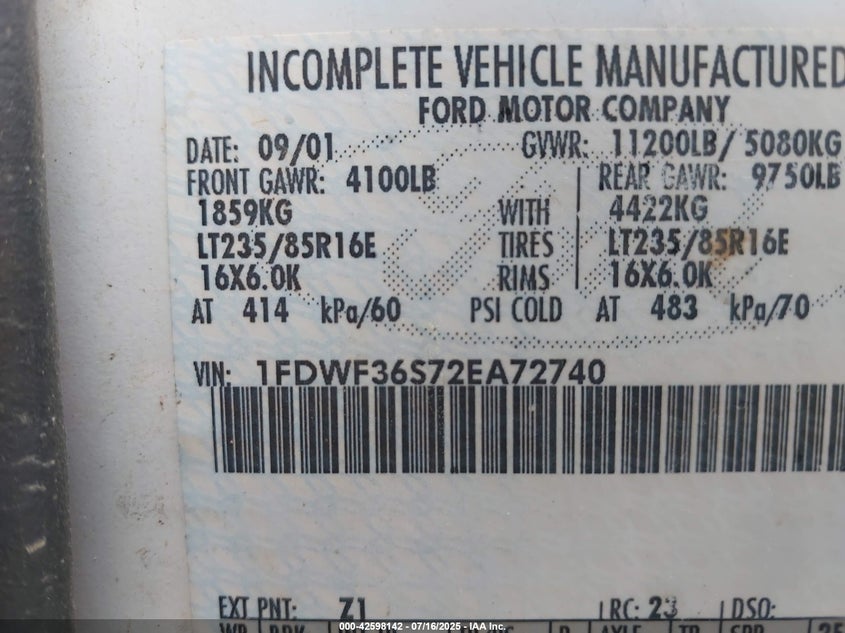 INCOMPLETE VEHICLE MANUFACTURED
FORD MOTOR COMPANY
DATE: 09/01 GVWR: 11200LB/ 5080KG
FRONT GAWR: 4100LB REAR GAWR: 9750LB
1859KG WITH 4422KG
LT235/85R16E TIRES LT235/85R16E
16X6.0K RIMS 16X6.0K
AT 414 kPa/60 PSI COLD AT 483 kPa/70
VIN: 1FDWF36S72EA72740
EXT PNT: Z1 RC: 23 DSO:
000-42598142 - 07/16/2025 - IAA Inc.